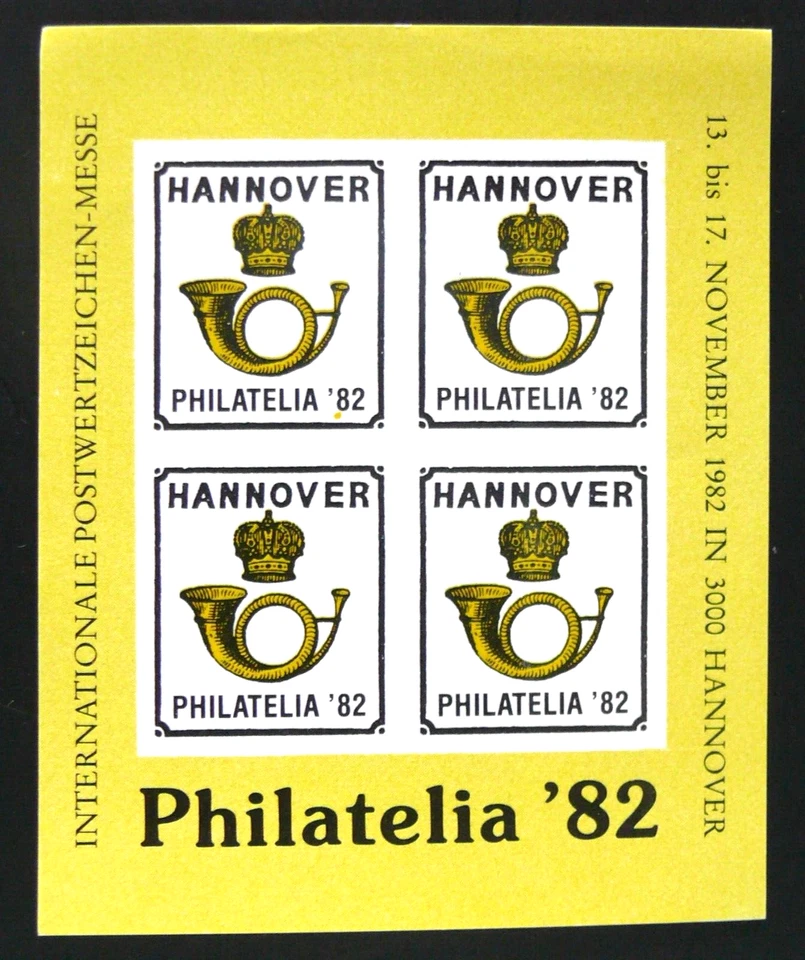 INTERNATIONALE POSTWERTZEICHEN-MESSE
HANNOVER
PHILATELIA '82
HANNOVER
PHILATELIA '82
HANNOVER
PHILATELIA '82
HANNOVER
PHILATELIA '82
13. bis 17. NOVEMBER 1982 IN 3000 HANNOVER
Philatelia '82